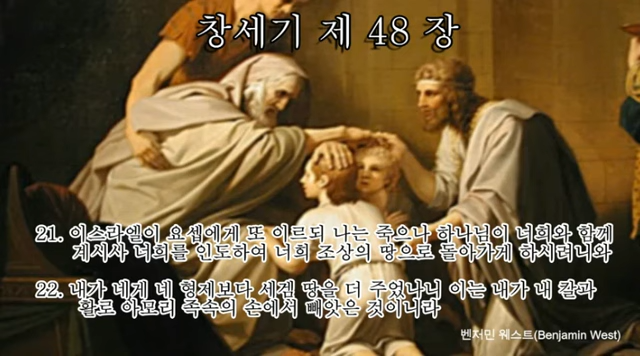 창세기 제 48 장
21. 이스라엘이 요셉에게 또 이르되 나는 죽으나 하나님이 너희와 함께
계시사 너희를 인도하여 너희 조상의 땅으로 돌아가게 하시려니와
22. 내가 네게 네 형제보다 세겜 땅을 더 주었나니 이는 내가 내 칼과
활로 아모리 족속의 손에서 빼앗은 것이니라
벤저민 웨스트(Benjamin West)